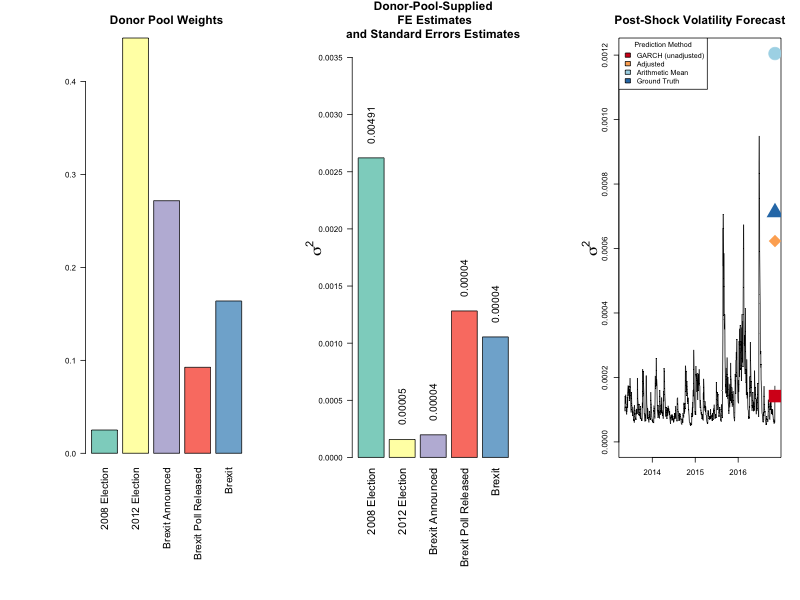 Donor Pool Weights
0.0
0.1
0.2
0.3
0.4
2008 Election
2012 Election
Brexit Announced
Brexit Poll Released
Brexit
Donor-Pool-Supplied
FE Estimates
and Standard Errors Estimates
σ²
0.0000
0.0005
0.0010
0.0015
0.0020
0.0025
0.0030
0.0035
0.00491
0.00005
0.00004
0.00004
0.00004
2008 Election
2012 Election
Brexit Announced
Brexit Poll Released
Brexit
Post-Shock Volatility Forecast
σ²
0.0000
0.0002
0.0004
0.0006
0.0008
0.0010
0.0012
Prediction Method
GARCH (unadjusted)
Adjusted
Arithmetic Mean
Ground Truth
2014
2015
2016